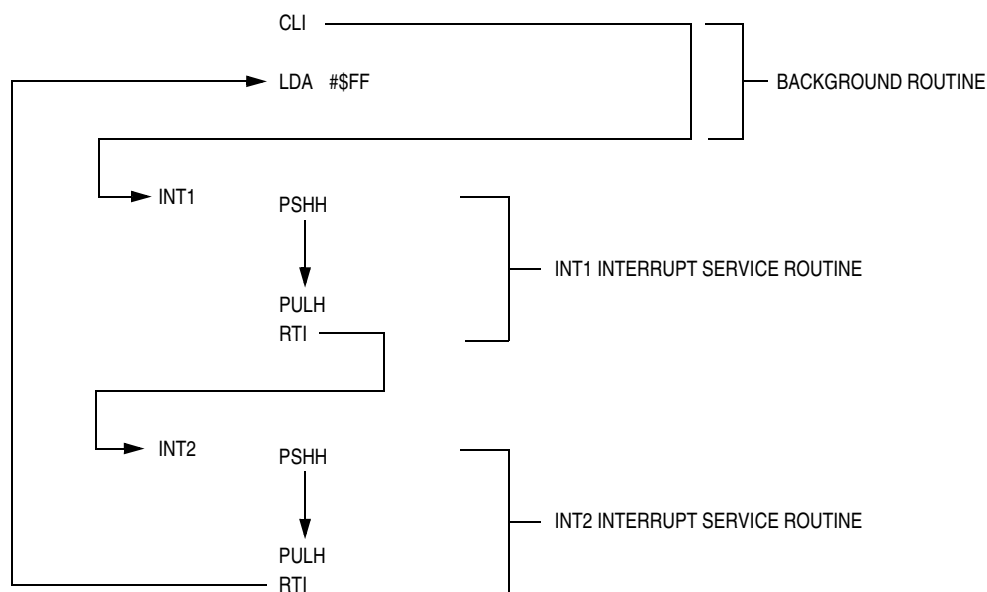 CLI
LDA #$FF
BACKGROUND ROUTINE
INT1
PSHH
INT1 INTERRUPT SERVICE ROUTINE
PULH
RTI
INT2
PSHH
INT2 INTERRUPT SERVICE ROUTINE
PULH
RTI